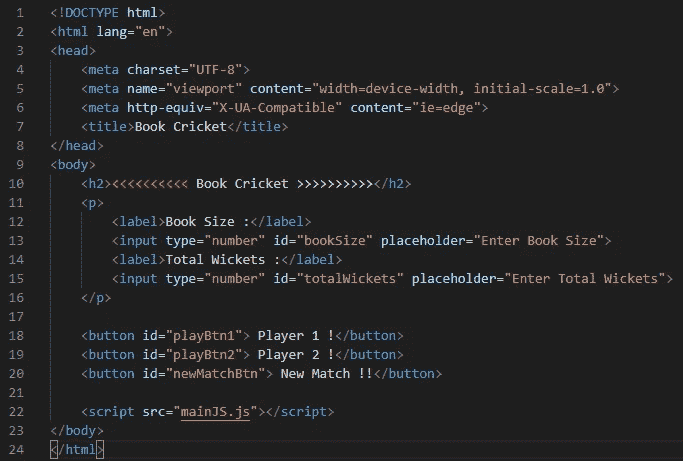 1 <!DOCTYPE html>
2 <html lang="en">
3 <head>
4     <meta charset="UTF-8">
5     <meta name="viewport" content="width=device-width, initial-scale=1.0">
6     <meta http-equiv="X-UA-Compatible" content="ie=edge">
7     <title>Book Cricket</title>
8 </head>
9 <body>
10     <h2><<<<<<<<<< Book Cricket >>>>>>>>>></h2>
11     <p>
12         <label>Book Size :</label>
13         <input type="number" id="bookSize" placeholder="Enter Book Size">
14         <label>Total Wickets :</label>
15         <input type="number" id="totalWickets" placeholder="Enter Total Wickets">
16     </p>
17
18     <button id="playBtn1"> Player 1 !</button>
19     <button id="playBtn2"> Player 2 !</button>
20     <button id="newMatchBtn"> New Match !!</button>
21
22     <script src="mainJS.js"></script>
23 </body>
24 </html>